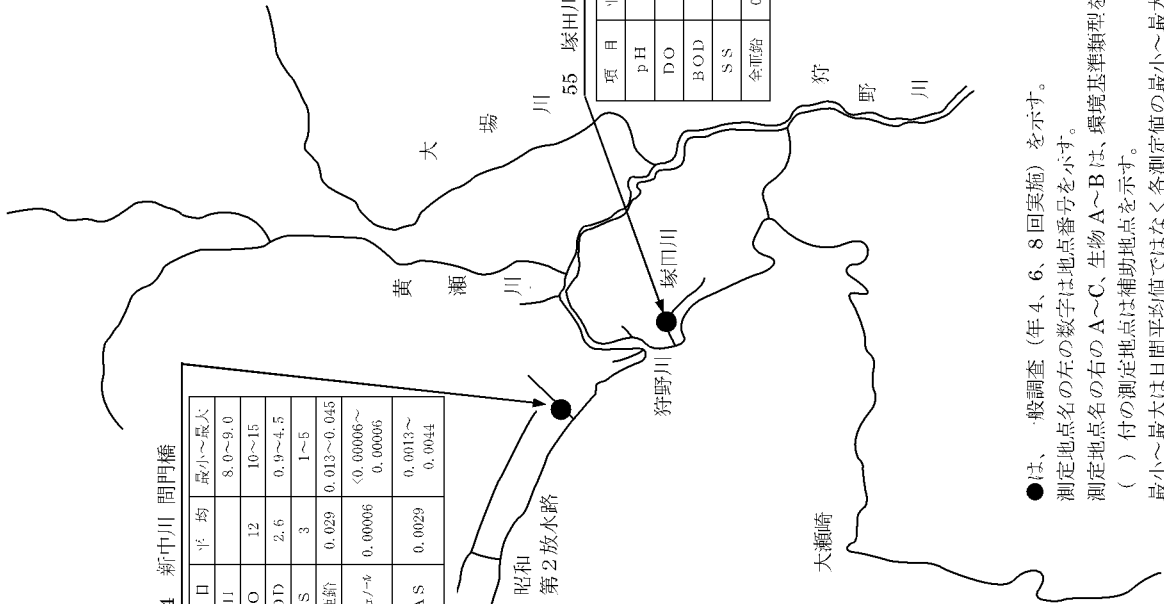 4 新中川 間門橋
平 均 最小～最大
8.0～9.0
12 10～15
2.6 0.9～4.5
3 1～5
0.029 0.013～0.045
0.00006 <0.00006～
0.00006
0.0029 0.0013～
0.0044
55 塚田川
項 目
pH
DO
BOD
SS
全亜鉛
大場川
黄瀬川
狩野川
塚田川
狩野川
昭和
第2放水路
大瀬崎
●は、一般調査（年4、6、8回実施）を示す。
測定地点名の左の数字は地点番号を示す。
測定地点名の右のA～C、生物A～Bは、環境基準類型を
（ ）付の測定地点は補助地点を示す。
最小～最大は日間平均値ではなく各測定値の最小～最大